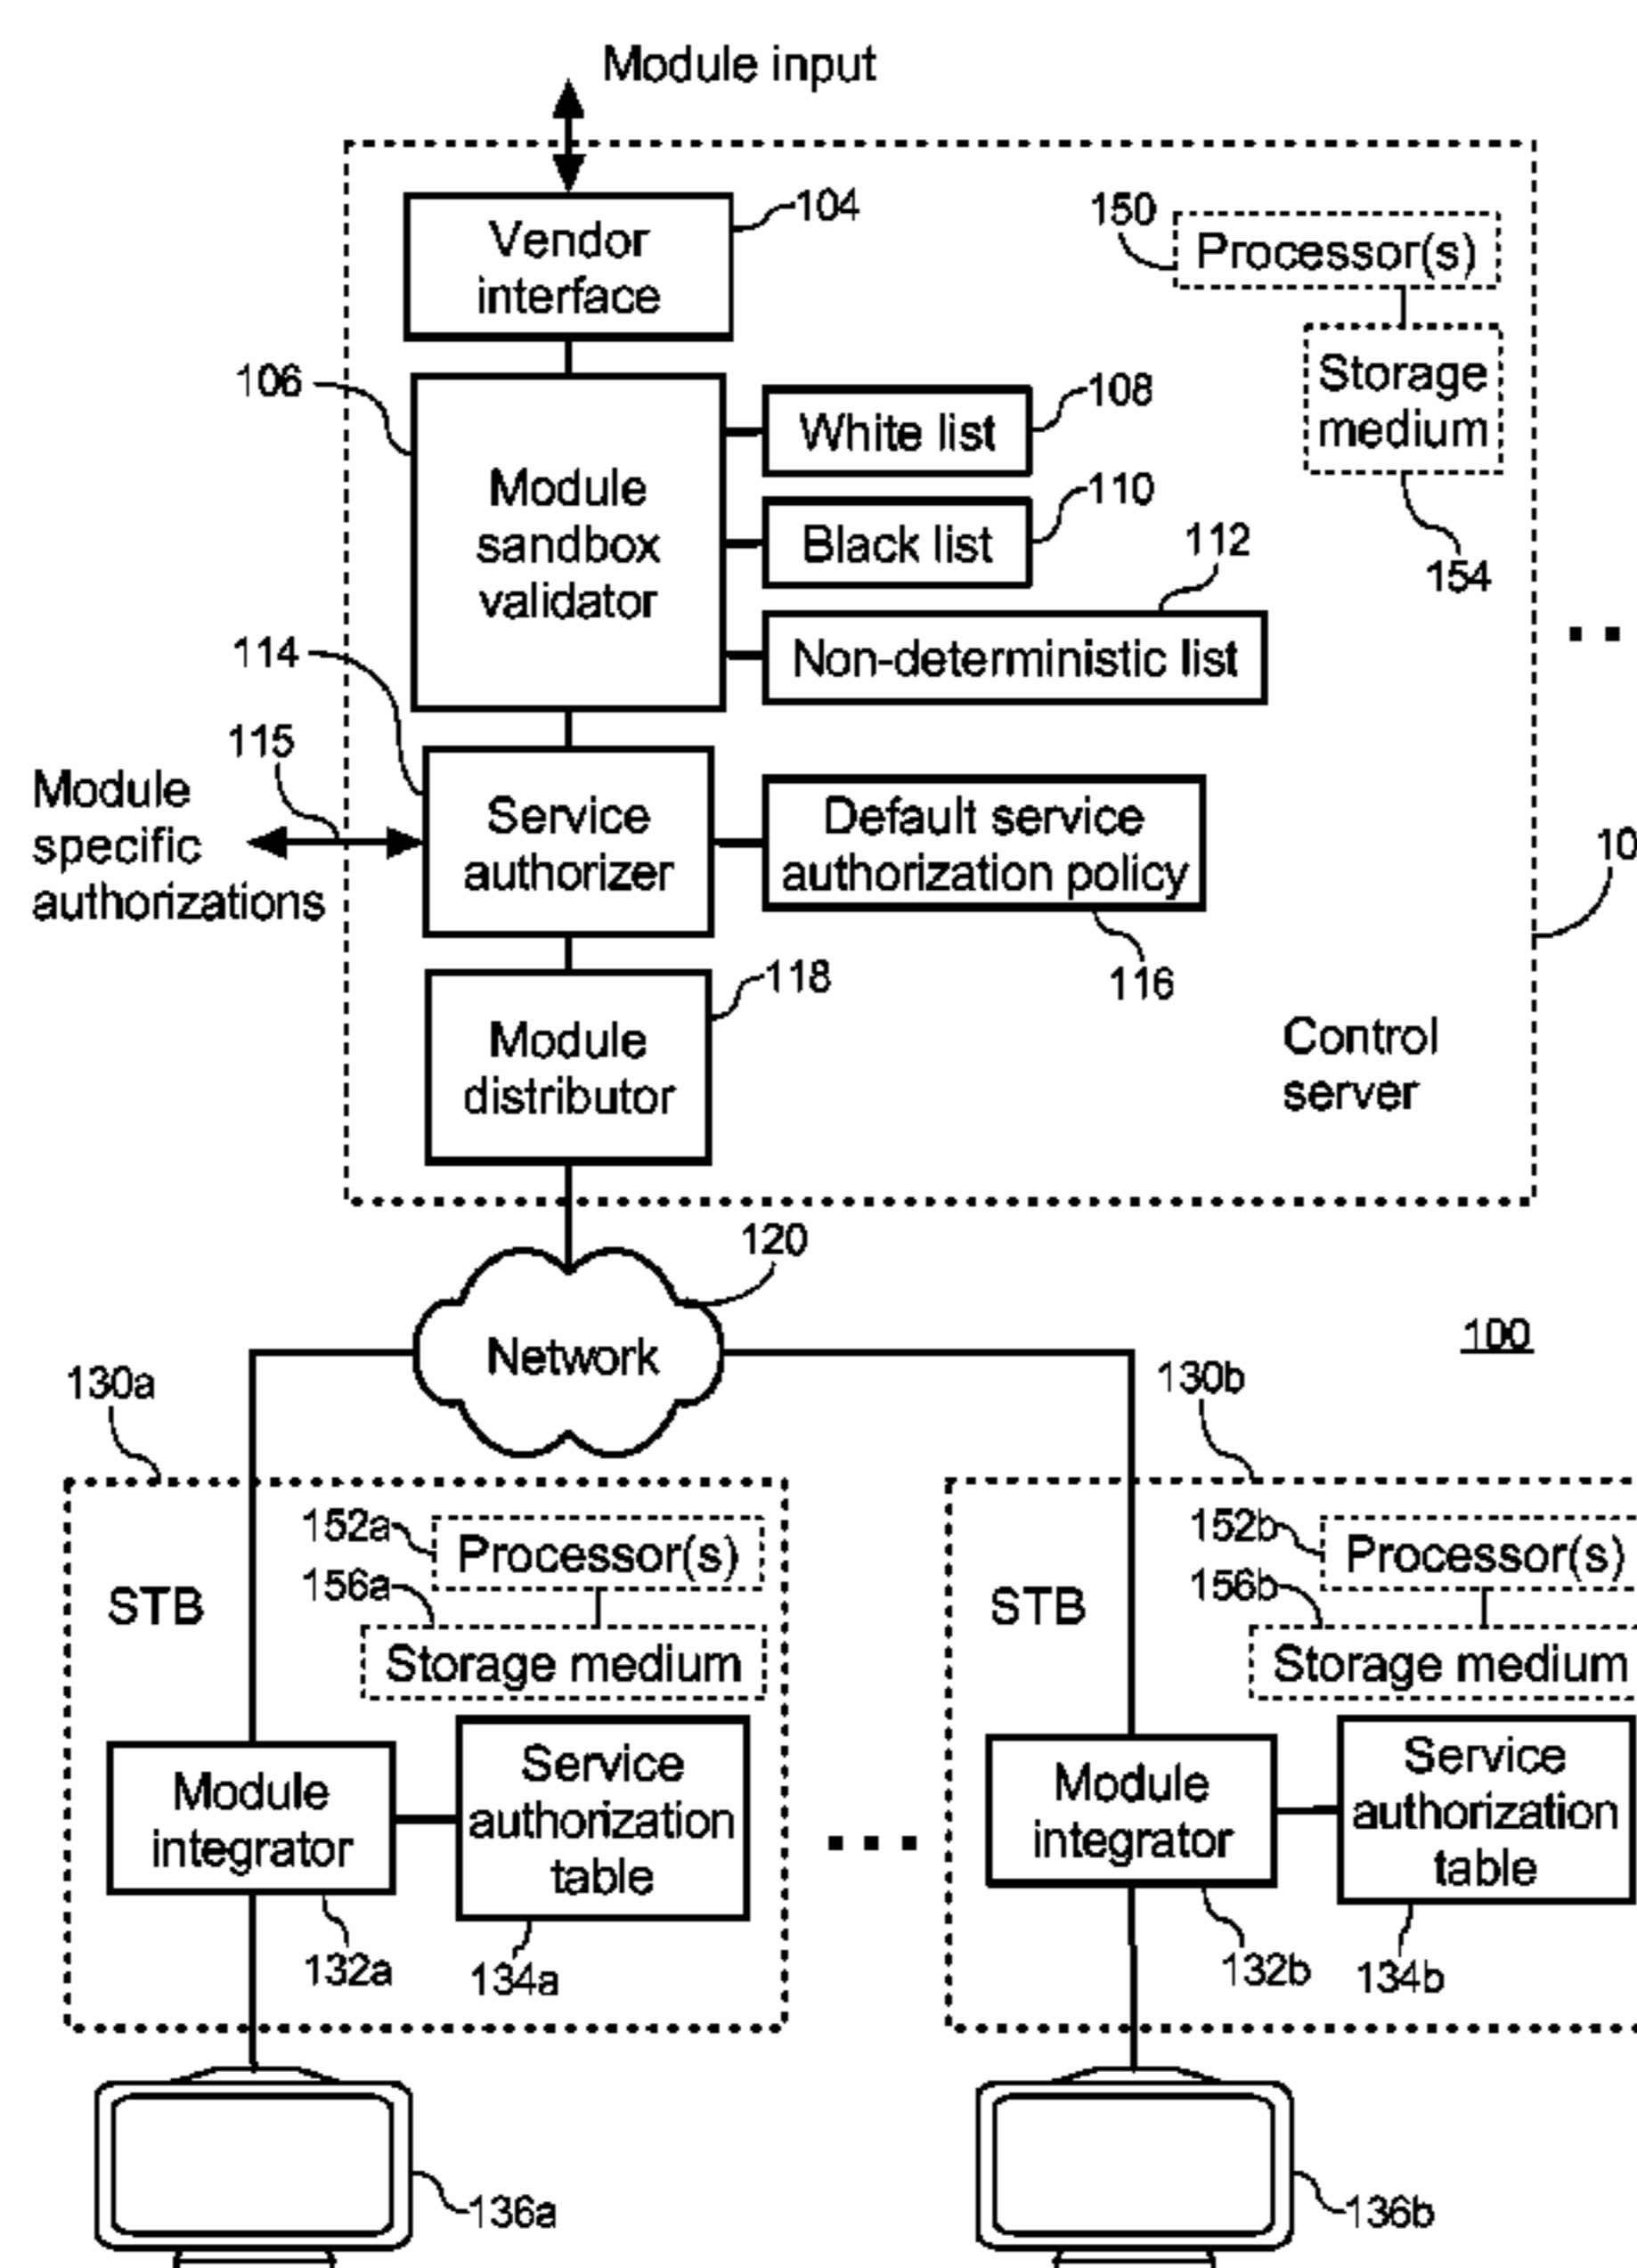 Module input
104
Vendor
interface
150
Processor(s)
Storage
medium
154
106
Module
sandbox
validator
White list
108
Black list
110
112
Non-deterministic list
114
115
Module
specific
authorizations
Service
authorizer
Default service
authorization policy
116
10
118
Module
distributor
Control
server
120
Network
100
130a
130b
152a
Processor(s)
156a
STB
Storage medium
Module
integrator
Service
authorization
table
132a
134a
152b
Processor(s)
156b
STB
Storage medium
Module
integrator
Service
authorization
table
132b
134b
136a
136b